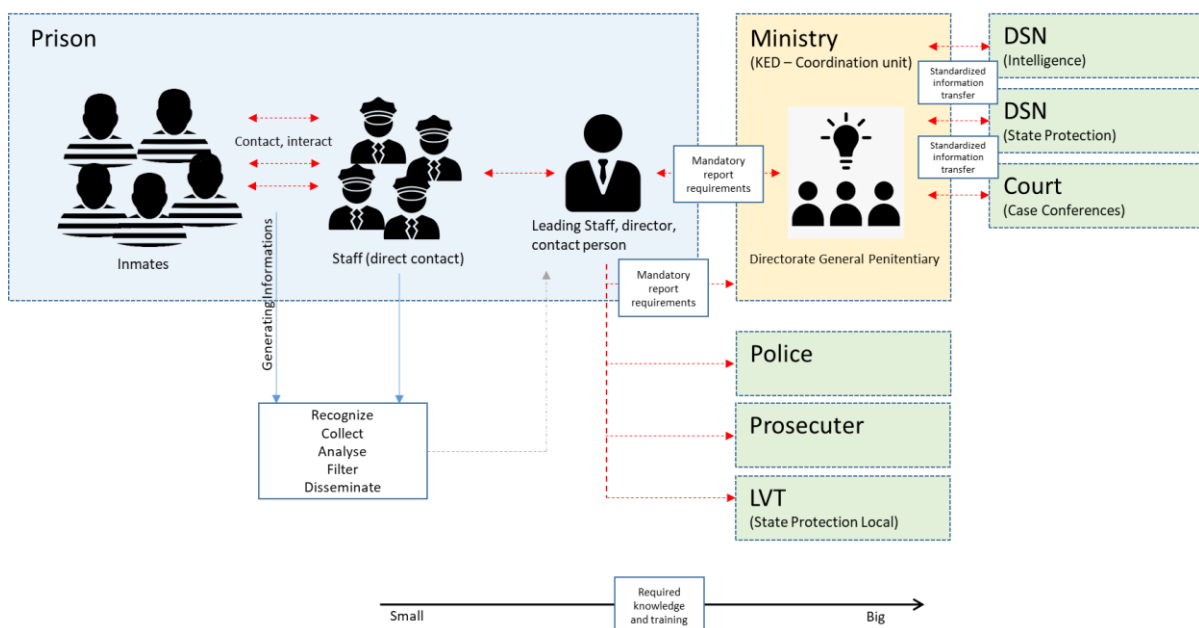 Prison
Contact, interact
Inmates
Staff (direct contact)
Leading Staff, director,
contact person
Mandatory
report
requirements
Mandatory
report
requirements
Ministry
(KED – Coordination unit)
Directorate General Penitentiary
Standardized
information
transfer
Standardized
information
transfer
DSN
(Intelligence)
DSN
(State Protection)
Court
(Case Conferences)
GeneratingInformations
Recognize
Collect
Analyse
Filter
Disseminate
Police
Prosecuter
LVT
(State Protection Local)
Small
Required
knowledge
and training
Big